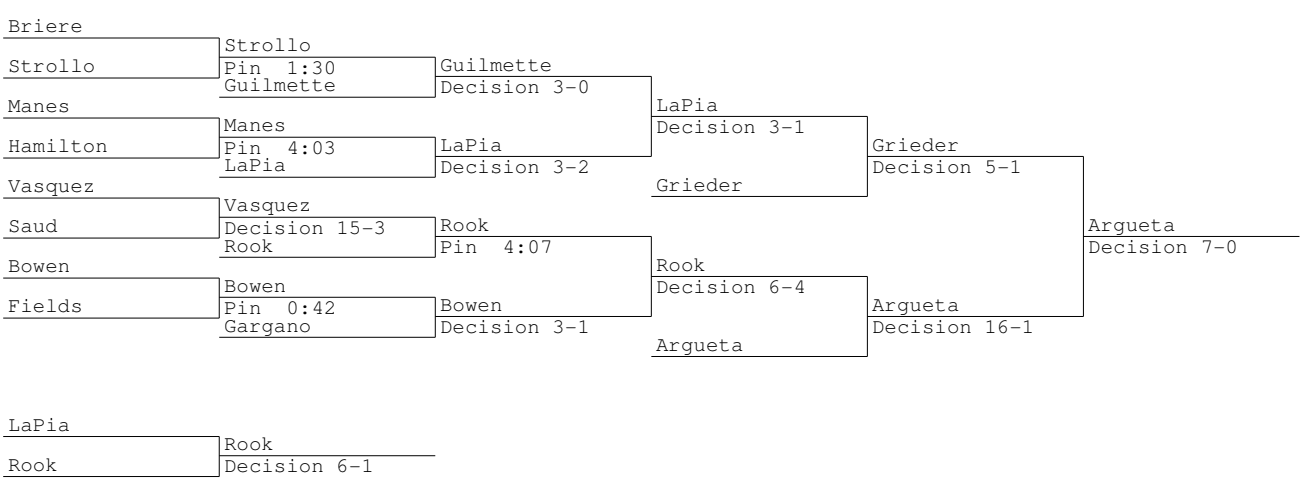 Briere
Strollo
Strollo
Pin 1:30
Guilmette
Guilmette
Decision 3-0
Manes
Hamilton
Manes
Pin 4:03
LaPia
LaPia
Decision 3-2
LaPia
Decision 3-1
Grieder
Grieder
Decision 5-1
Vasquez
Saud
Vasquez
Decision 15-3
Rook
Rook
Pin 4:07
Bowen
Fields
Bowen
Pin 0:42
Gargano
Bowen
Decision 3-1
Rook
Decision 6-4
Argueta
Argueta
Decision 16-1
Argueta
Decision 7-0
LaPia
Rook
Rook
Decision 6-1